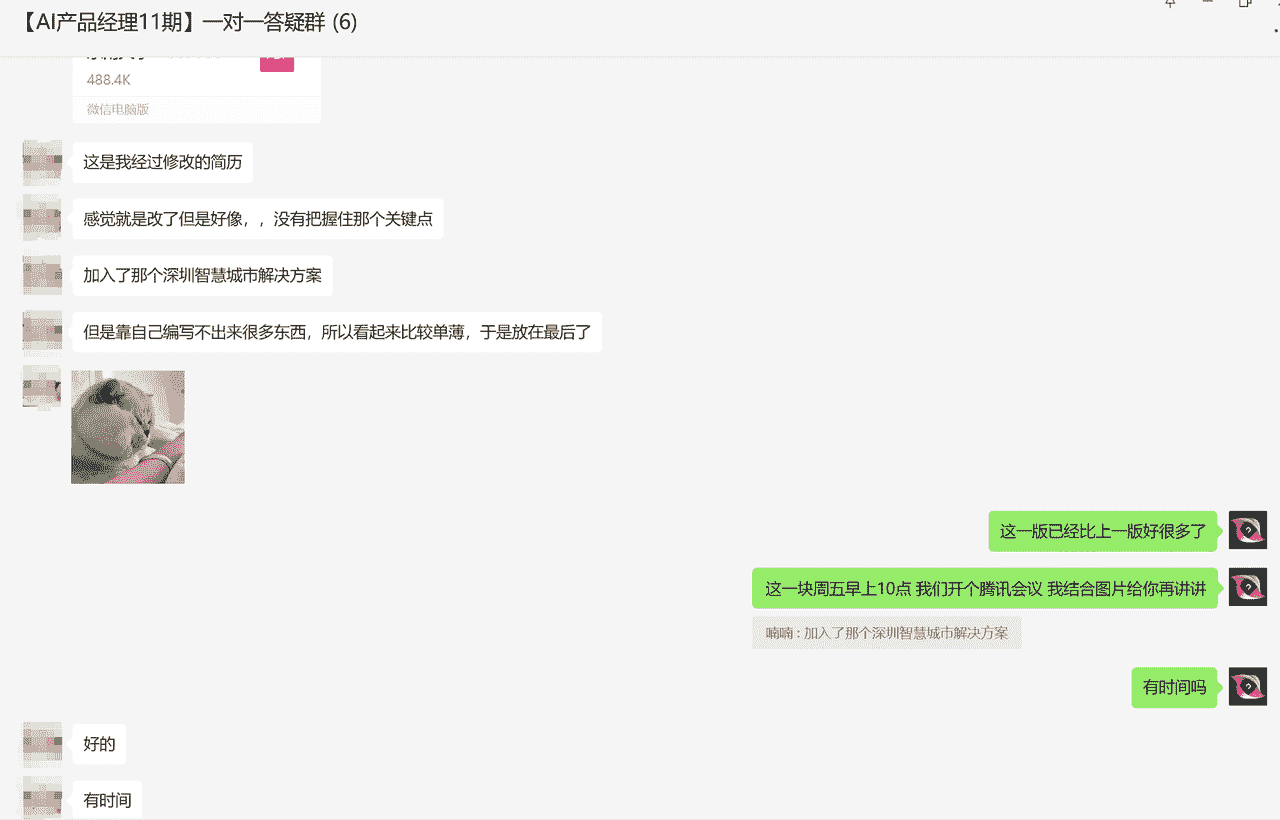 【AI产品经理11期】一对一答疑群 (6)
488.4K
微信电脑版
这是我经过修改的简历
感觉就是改了但是好像，，没有把握住那个关键点
加入了那个深圳智慧城市解决方案
但是靠自己编写不出来很多东西，所以看起来比较单薄，于是放在最后了
这一版已经比上一版好很多了
这一块周五早上10点 我们开个腾讯会议 我结合图片给你再讲讲
喃喃 : 加入了那个深圳智慧城市解决方案
有时间吗
好的
有时间